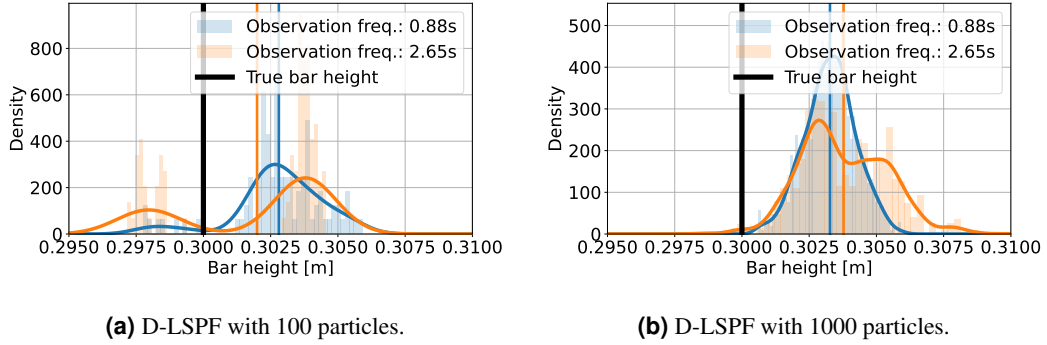 Density
800
600
400
200
0
0.2950 0.2975 0.300 0.3025 0.3050 0.3075 0.3100
Bar height [m]
Observation freq.: 0.88s
Observation freq.: 2.65s
True bar height
(a) D-LSPF with 100 particles.
Density
500
400
300
200
100
0
0.2950 0.2975 0.300 0.3025 0.3050 0.3075 0.3100
Bar height [m]
Observation freq.: 0.88s
Observation freq.: 2.65s
True bar height
(b) D-LSPF with 1000 particles.